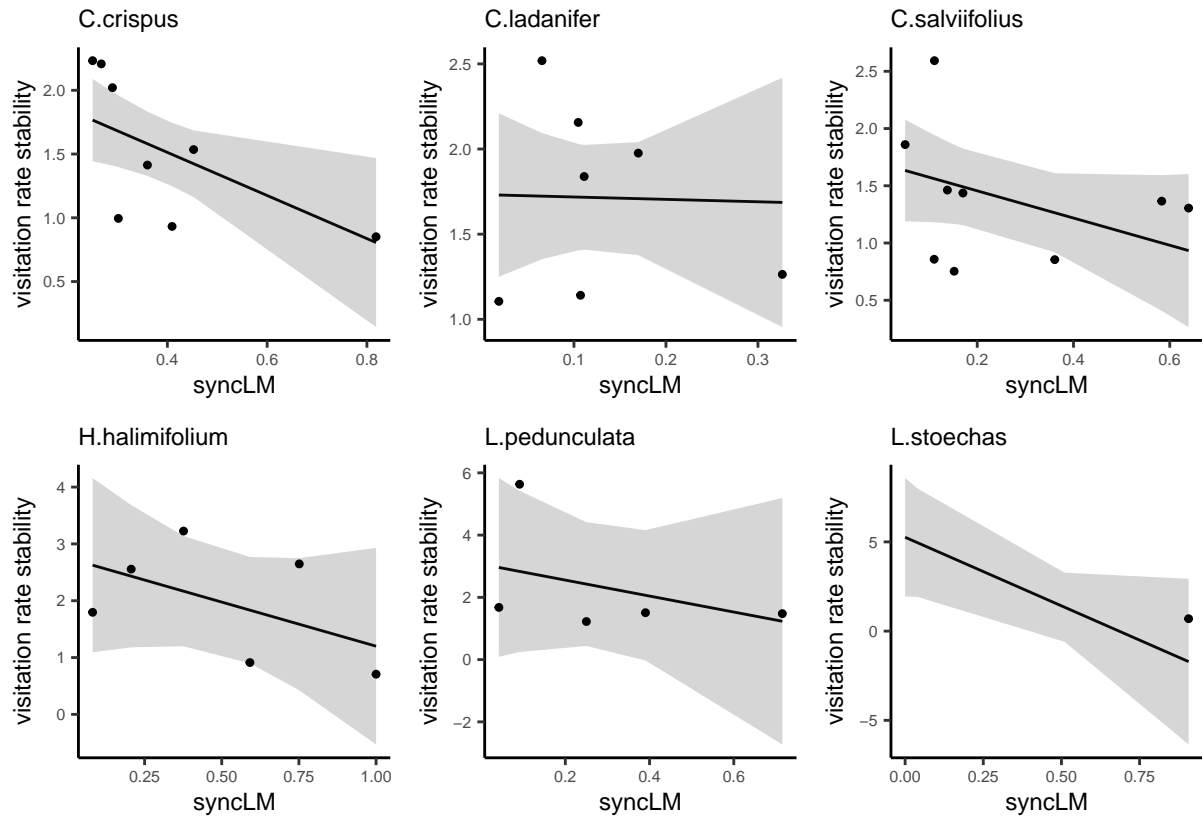 C.crispus
C.ladanifer
C.salviifolius
visitation rate stability
2.0
1.5
1.0
0.5
0.4
0.6
0.8
syncLM
visitation rate stability
2.5
2.0
1.5
1.0
0.1
0.2
0.3
syncLM
visitation rate stability
2.5
2.0
1.5
1.0
0.5
0.2
0.4
0.6
syncLM
H.halimifolium
L.pedunculata
L.stoechas
visitation rate stability
4
3
2
1
0
0.25
0.50
0.75
1.00
syncLM
visitation rate stability
6
4
2
0
−2
0.2
0.4
0.6
syncLM
visitation rate stability
5
0
−5
0.00
0.25
0.50
0.75
syncLM